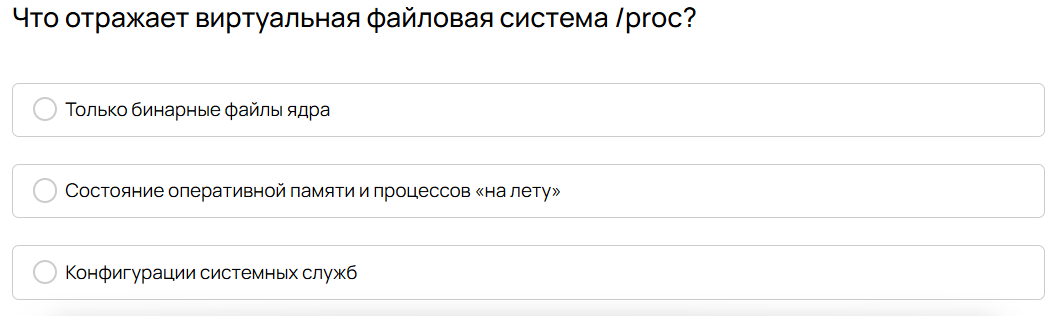 Что отражает виртуальная файловая система /proc?
Только бинарные файлы ядра
Состояние оперативной памяти и процессов «на лету»
Конфигурации системных служб